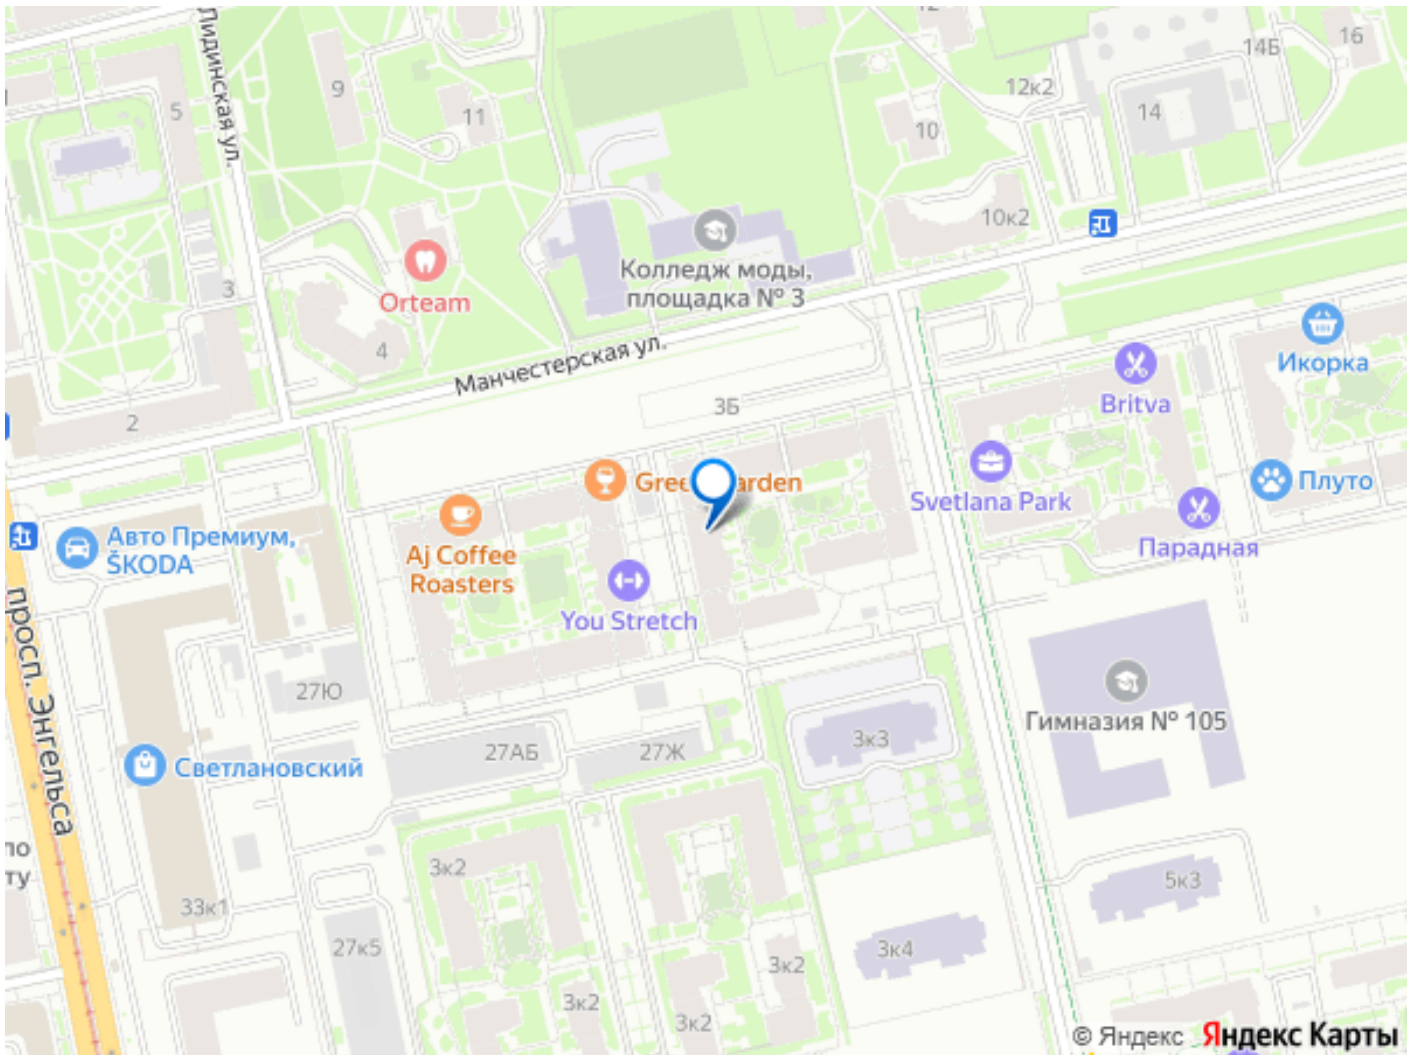 Лидинская ул.
5
9
11
12к2
14Б
16
14
10
10к2
3
Orteam
Колледж моды,
площадка № 3
4
Манчестерская ул.
2
3Б
Икорка
Britva
Svetlana Park
Плуто
Парадная
Авто Премиум,
ŠKODA
Aj Coffee
Roasters
You Stretch
просп. Энгельса
27Ю
Гимназия № 105
27АБ
27Ж
3к3
Светлановский
по
ту
3к2
5к3
33к1
27к5
3к2
3к4
3к2
3к2
© Яндекс Яндекс Карты